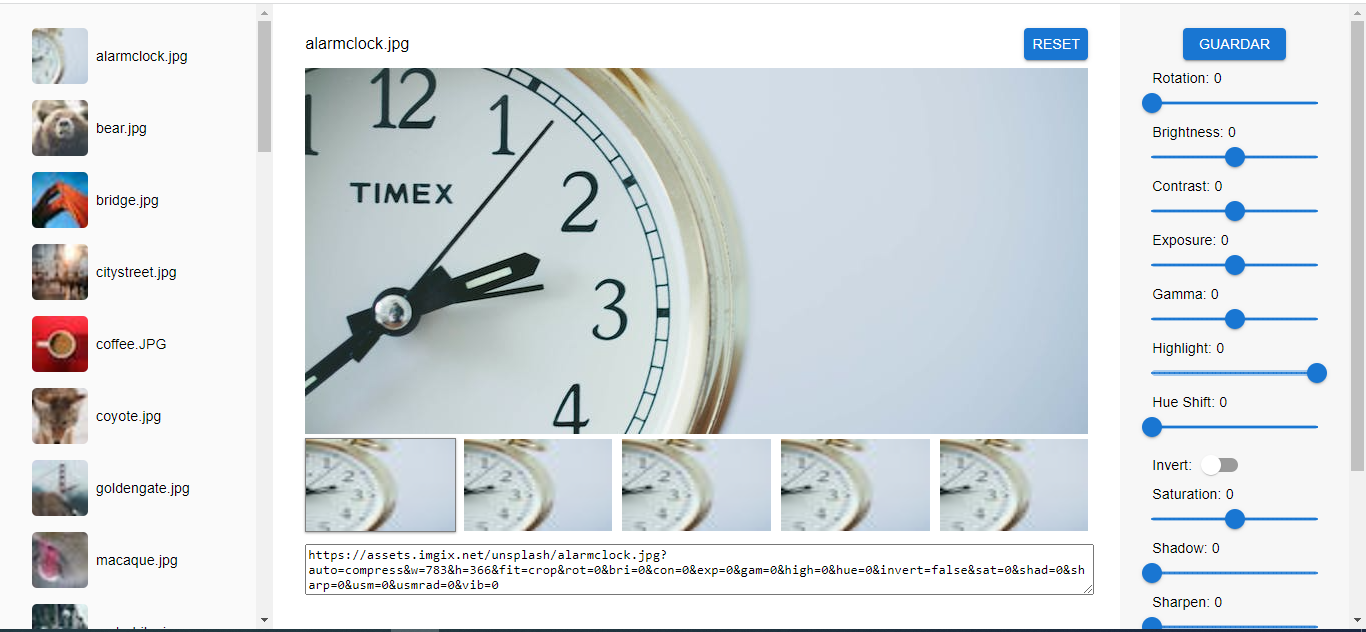 alarmclock.jpg
bear.jpg
bridge.jpg
citystreet.jpg
coffee.JPG
coyote.jpg
goldengate.jpg
macaque.jpg
alarmclock.jpg
RESET
12
1
2
3
4
TIMEX
https://assets.imgix.net/unsplash/alarmclock.jpg?
auto=compress&w=783&h=366&fit=crop&rot=0&bri=0&con=0&exp=0&gam=0&high=0&hue=0&invert=false&sat=0&shad=0&sh
arp=0&usm=0&usmrad=0&vib=0
GUARDAR
Rotation: 0
Brightness: 0
Contrast: 0
Exposure: 0
Gamma: 0
Highlight: 0
Hue Shift: 0
Invert:
Saturation: 0
Shadow: 0
Sharpen: 0